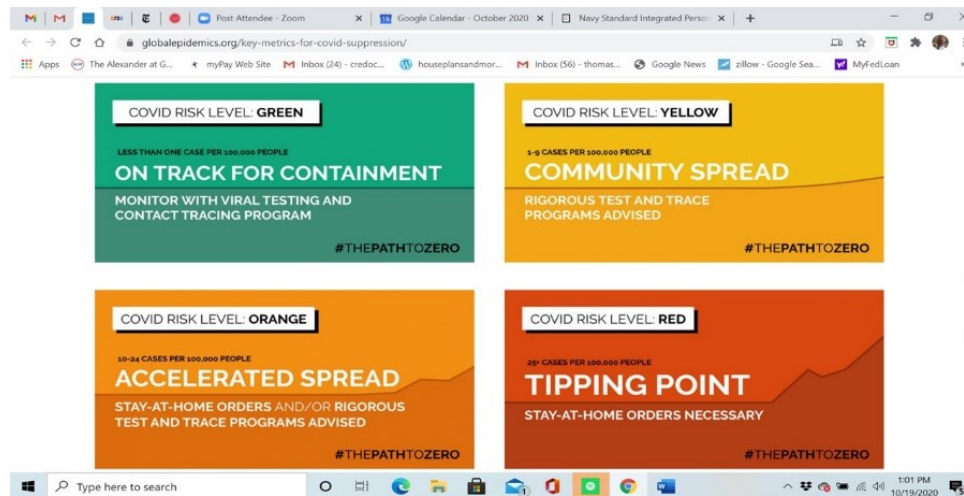 Post Attendee - Zoom
Google Calendar - October 2020
Navy Standard Integrated Perso
globalepidemics.org/key-metrics-for-covid-suppression/
Apps
The Alexander at G...
myPay Web Site
Inbox (24) - credoc...
houseplansandmor...
Inbox (56) - thomas...
Google News
zillow - Google Sea...
MyFedLoan
COVID RISK LEVEL: GREEN
LESS THAN ONE CASE PER 100,000 PEOPLE
ON TRACK FOR CONTAINMENT
MONITOR WITH VIRAL TESTING AND
CONTACT TRACING PROGRAM
#THEPATHTOZERO
COVID RISK LEVEL: YELLOW
1-9 CASES PER 100,000 PEOPLE
COMMUNITY SPREAD
RIGOROUS TEST AND TRACE
PROGRAMS ADVISED
#THEPATHTOZERO
COVID RISK LEVEL: ORANGE
10-24 CASES PER 100,000 PEOPLE
ACCELERATED SPREAD
STAY-AT-HOME ORDERS AND/OR RIGOROUS
TEST AND TRACE PROGRAMS ADVISED
#THEPATHTOZERO
COVID RISK LEVEL: RED
25+ CASES PER 100,000 PEOPLE
TIPPING POINT
STAY-AT-HOME ORDERS NECESSARY
#THEPATHTOZERO
Type here to search
1:01 PM
10/19/2020